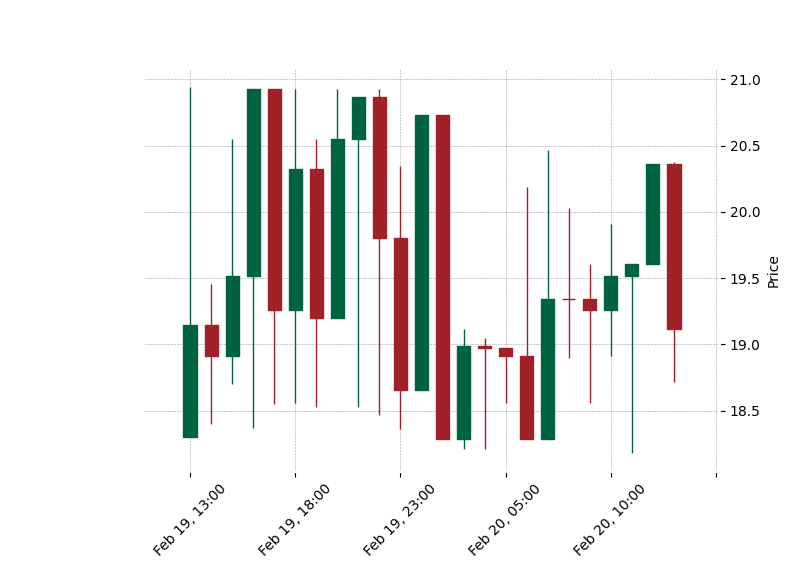 21.0
20.5
20.0
19.5
19.0
18.5
Price
Feb 19, 13:00
Feb 19, 18:00
Feb 19, 23:00
Feb 20, 05:00
Feb 20, 10:00